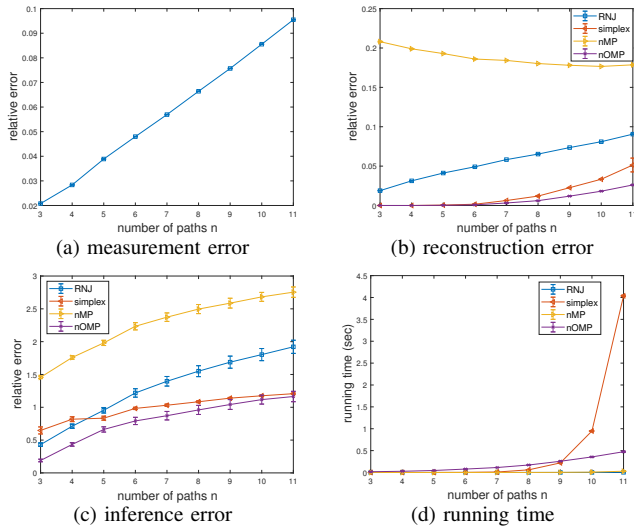 0.1
0.09
0.08
0.07
0.06
0.05
0.04
0.03
0.02
relative error
3 4 5 6 7 8 9 10 11
number of paths n
(a) measurement error
0.25
0.2
0.15
0.1
0.05
0
relative error
RNJ
simplex
nMP
nOMP
3 4 5 6 7 8 9 10 11
number of paths n
(b) reconstruction error
3
2.5
2
1.5
1
0.5
0
relative error
RNJ
simplex
nMP
nOMP
3 4 5 6 7 8 9 10 11
number of paths n
(c) inference error
4.5
4
3.5
3
2.5
2
1.5
1
0.5
0
running time (sec)
RNJ
simplex
nMP
nOMP
3 4 5 6 7 8 9 10 11
number of paths n
(d) running time